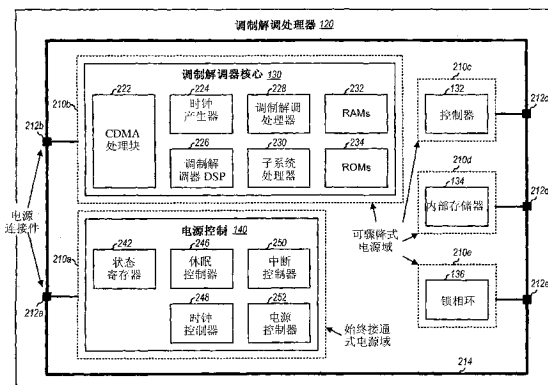 调制解调处理器 120
调制解调器核心 130
210b
222
CDMA
处理块
224
时钟
产生器
228
调制解调
处理器
232
RAMs
226
调制解
调器 DSP
230
子系统
处理器
234
ROMs
210c
132
控制器
212c
212b
电源
连接件
210d
134
内部存储器
212d
可骤降式
电源域
电源控制 140
210a
242
状态
寄存器
246
休眠
控制器
250
中断
控制器
248
时钟
控制器
252
电源
控制器
210e
136
锁相环
212e
212a
始终接通
式电源域
214